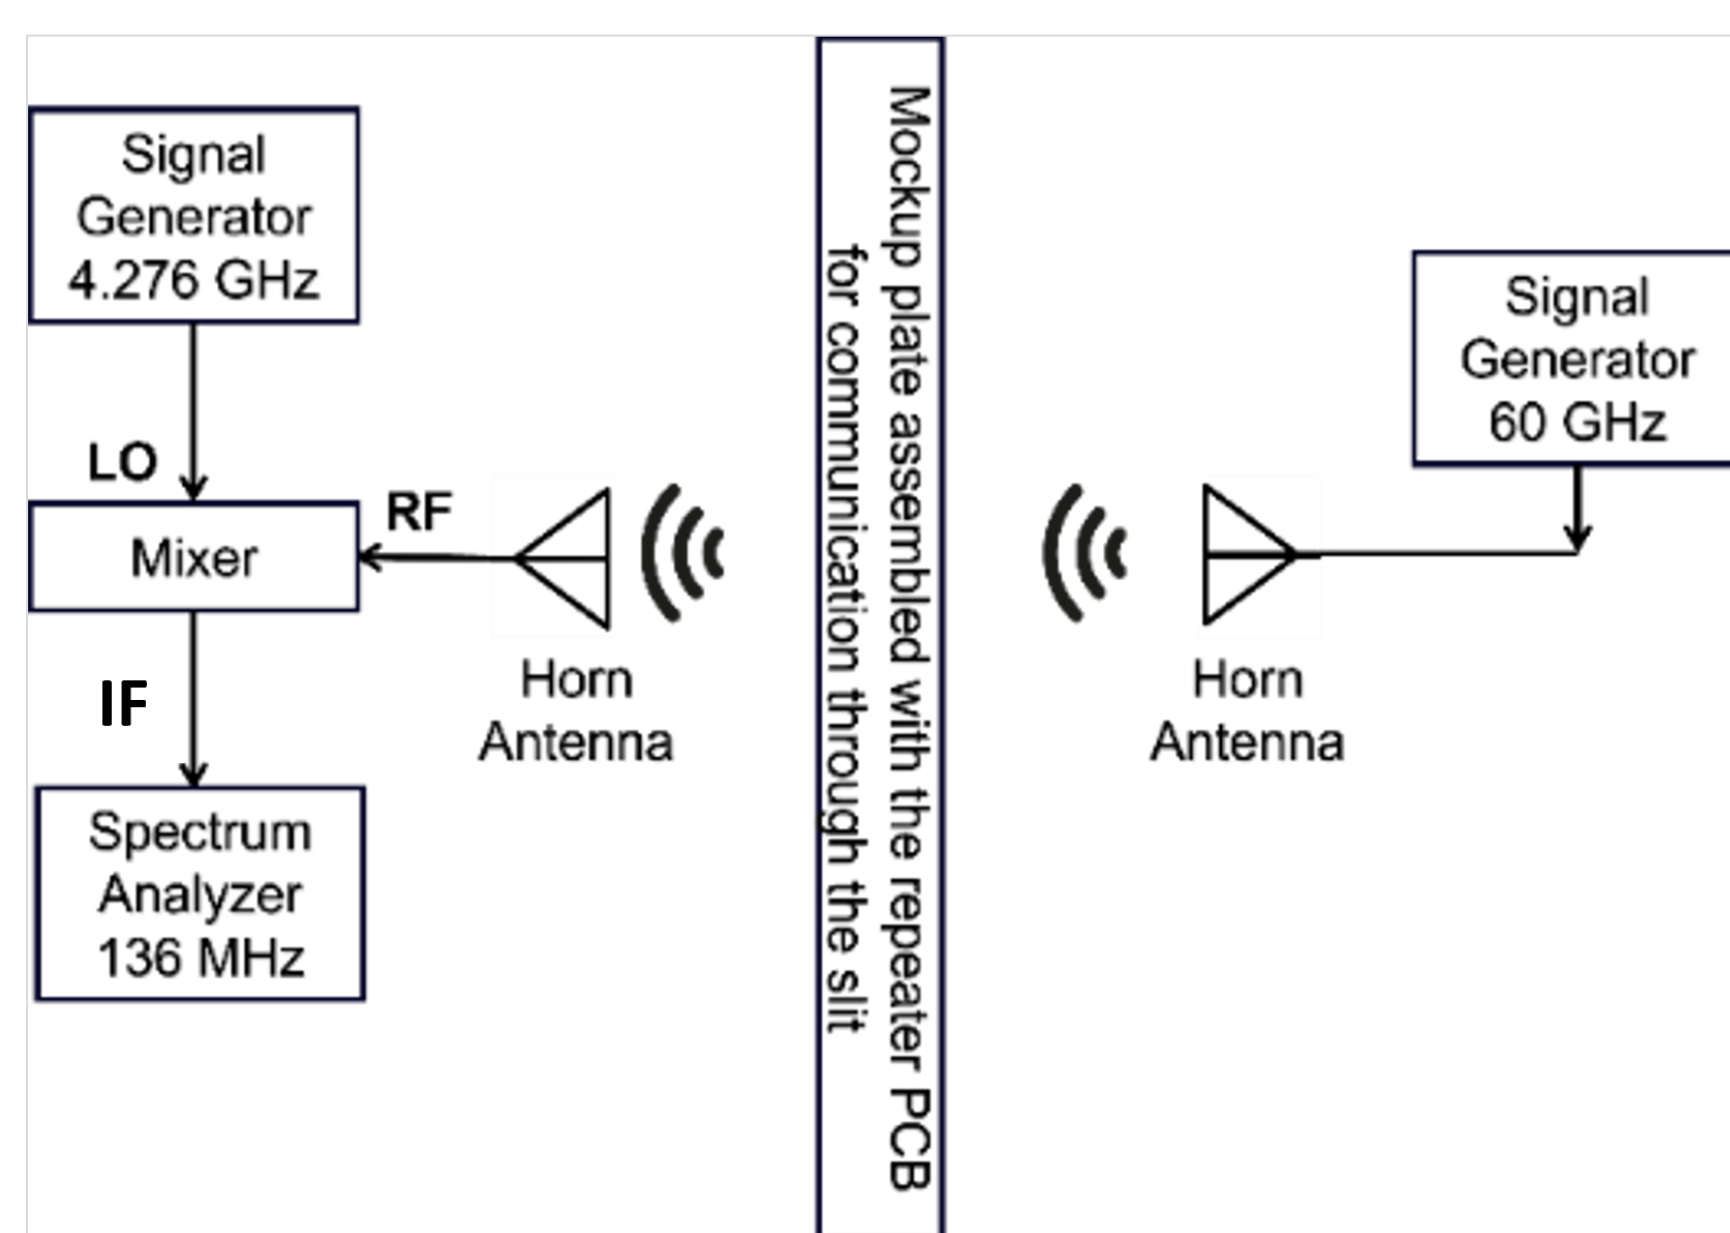 Signal
Generator
4.276 GHz
LO
Mixer
RF
IF
Spectrum
Analyzer
136 MHz
Horn
Antenna
Mockup plate assembled with the repeater PCB
for communication through the slit
Horn
Antenna
Signal
Generator
60 GHz